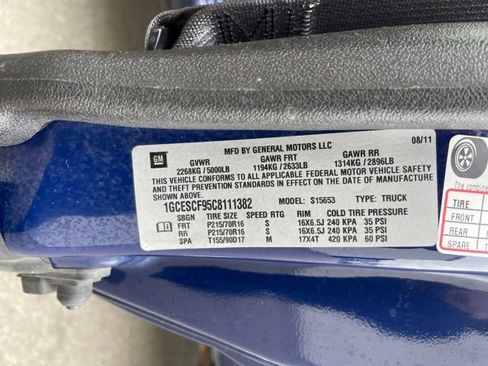 MFD BY GENERAL MOTORS LLC 08/11
GM GVWR GAWR FRT GAWR RR
2268KG/5000LB 1194KG/2633LB 1314KG/2896LB
THIS VEHICLE CONFORMS TO ALL APPLICABLE FEDERAL MOTOR VEHICLE SAFETY
AND THEFT PREVENTION STANDARDS IN EFFECT ON THE DATE OF MANUFACTURE
SHOWN ABOVE.
1GCESCF95C8111382 S15653 TYPE: TRUCK
SBGN TIRE SIZE SPEED RTG RIM COLD TIRE PRESSURE
FRT P215/70R16 S 16X6.5J 240 KPA 35 PSI
RR P215/70R16 S 16X6.5J 240 KPA 35 PSI
SPA T155/90D17 M 17X4T 420 KPA 60 PSI
The combine
TIRE
FRONT
REAR
SPARE